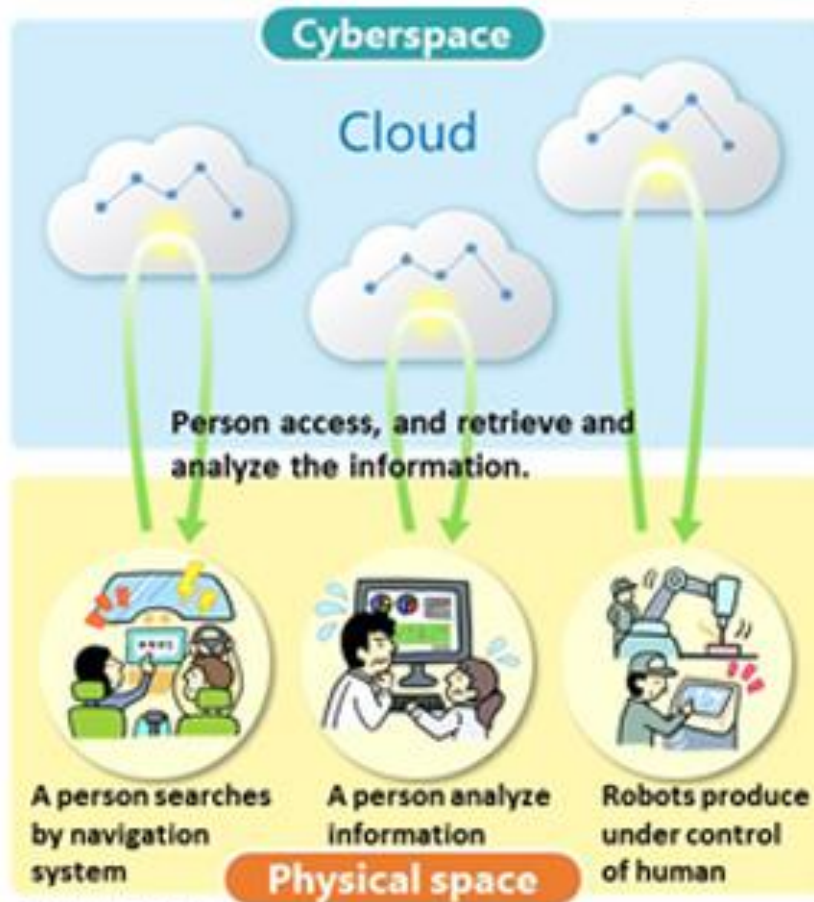 Cyberspace
Cloud
Person access, and retrieve and
analyze the information.
A person searches
by navigation
system
A person analyze
information
Robots produce
under control
of human
Physical space